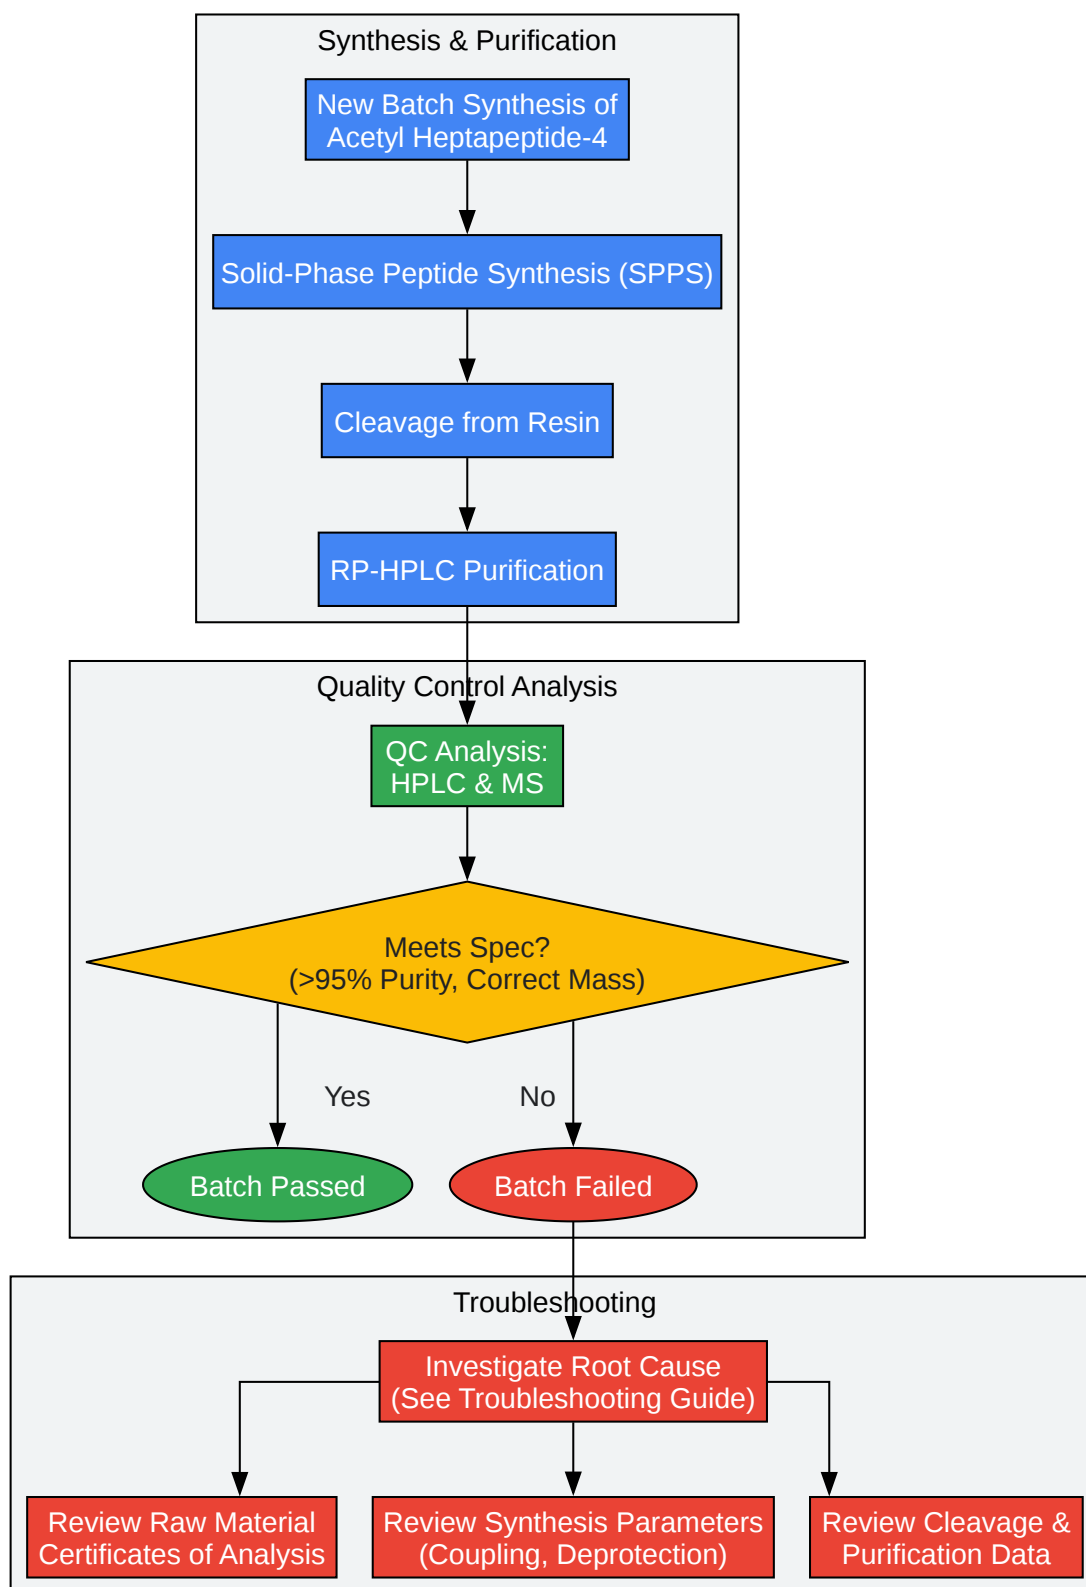 Synthesis & Purification
New Batch Synthesis of
Acetyl Heptapeptide-4
Solid-Phase Peptide Synthesis (SPPS)
Cleavage from Resin
RP-HPLC Purification
Quality Control Analysis
QC Analysis:
HPLC & MS
Meets Spec?
(>95% Purity, Correct Mass)
Yes
No
Batch Passed
Batch Failed
Troubleshooting
Investigate Root Cause
(See Troubleshooting Guide)
Review Raw Material
Certificates of Analysis
Review Synthesis Parameters
(Coupling, Deprotection)
Review Cleavage &
Purification Data